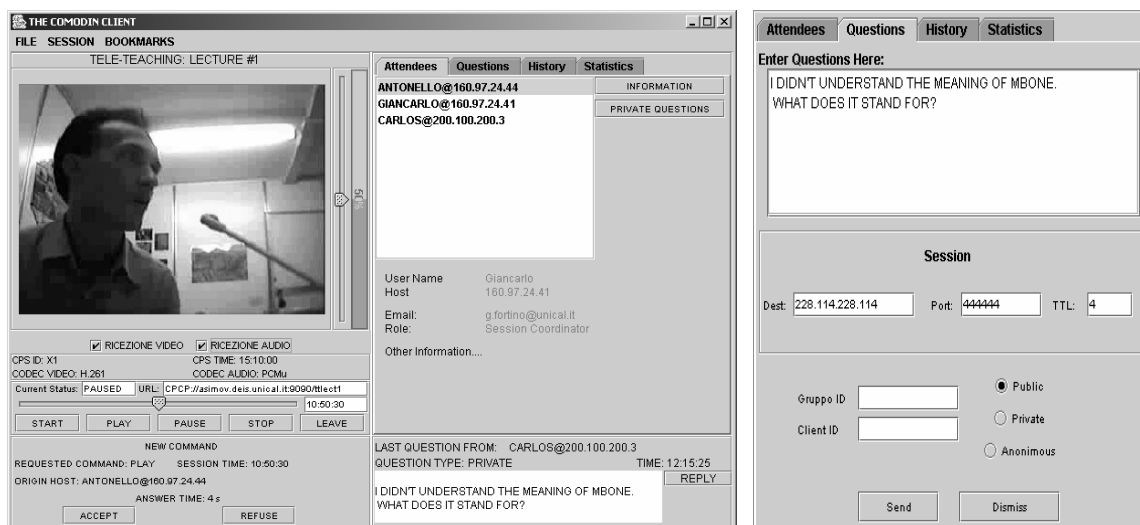 THE COMODIN CLIENT
FILE SESSION BOOKMARKS
TELE-TEACHING: LECTURE #1
50%
RICEZIONE VIDEO RICEZIONE AUDIO
CPS ID: X1 CPS TIME: 15:10:00
CODEC VIDEO: H.261 CODEC AUDIO: PCMu
Current Status: PAUSED URL: CPCP://asimov.deis.unical.it:9090/ttlect1
10:50:30
START PLAY PAUSE STOP LEAVE
NEW COMMAND
REQUESTED COMMAND: PLAY SESSION TIME: 10:50:30
ORIGIN HOST: ANTONELLO@160.97.24.44
ANSWER TIME: 4 s
ACCEPT REFUSE
Attendees Questions History Statistics
ANTONELLO@160.97.24.44
GIANCARLO@160.97.24.41
CARLOS@200.100.200.3
INFORMATION
PRIVATE QUESTIONS
User Name Giancarlo
Host 160.97.24.41
Email: g.fortino@unical.it
Role: Session Coordinator
Other Information....
LAST QUESTION FROM: CARLOS@200.100.200.3
QUESTION TYPE: PRIVATE TIME: 12:15:25
REPLY
I DIDN'T UNDERSTAND THE MEANING OF MBONE.
WHAT DOES IT STAND FOR?
Attendees Questions History Statistics
Enter Questions Here:
I DIDN'T UNDERSTAND THE MEANING OF MBONE.
WHAT DOES IT STAND FOR?
Session
Dest: 228.114.228.114 Port: 444444 TTL: 4
Gruppo ID
Client ID
Public
Private
Anonimous
Send Dismiss